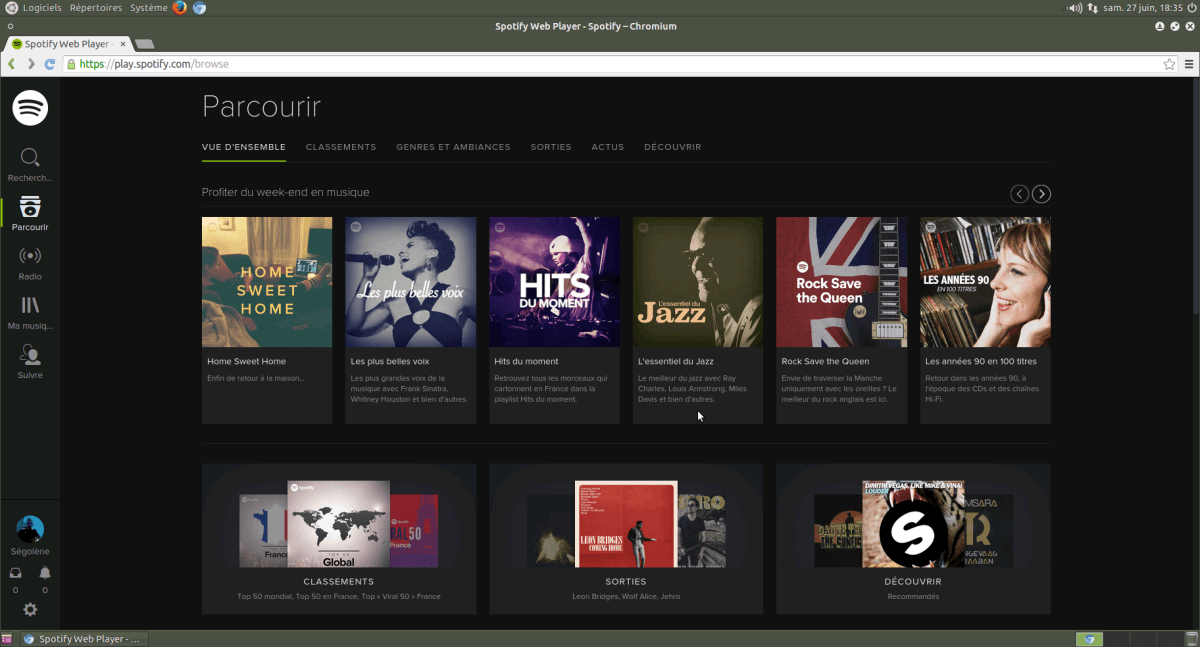 Logiciels Répertoires Système
sam. 27 juin, 18:35
Spotify Web Player - Spotify – Chromium
Spotify Web Player -
https://play.spotify.com/browse
Parcourir
VUE D'ENSEMBLE CLASSEMENTS GENRES ET AMBIANCES SORTIES ACTUS DÉCOUVRIR
Recherch...
Parcourir
Radio
Ma musiq...
Suivre
Ségolène
0 0
Profiter du week-end en musique
HOME
SWEET
HOME
Home Sweet Home
Enfin de retour à la maison...
Les plus belles voix
Les plus belles voix
Les plus grandes voix de la
musique avec Frank Sinatra,
Whitney Houston et bien d'autres.
HITS
DU MOMENT
Hits du moment
Retrouvez tous les morceaux qui
cartonnent en France dans la
playlist Hits du moment.
L'essentiel du
Jazz
L'essentiel du Jazz
Le meilleur du jazz avec Ray
Charles, Louis Armstrong, Miles
Davis et bien d'autres.
Rock Save
the Queen
Rock Save the Queen
Envie de traverser la Manche
uniquement avec les oreilles ? Le
meilleur du rock anglais est ici.
LES ANNÉES 90
EN 100 TITRES
Les années 90 en 100 titres
Retour dans les années 90, à
l'époque des CDs et des chaînes
Hi-Fi.
Spotify
TOP 50
Global
France
CLASSEMENTS
Top 50 mondial, Top 50 en France, Top « Viral 50 » France
LEON BRIDGES
COMING HOME
SORTIES
Leon Bridges, Wolf Alice, Jehro
DIMITRI VEGAS, LIKE MIKE & VINAI
LOUDER
DÉCOUVRIR
Recommandés
Spotify Web Player - ...